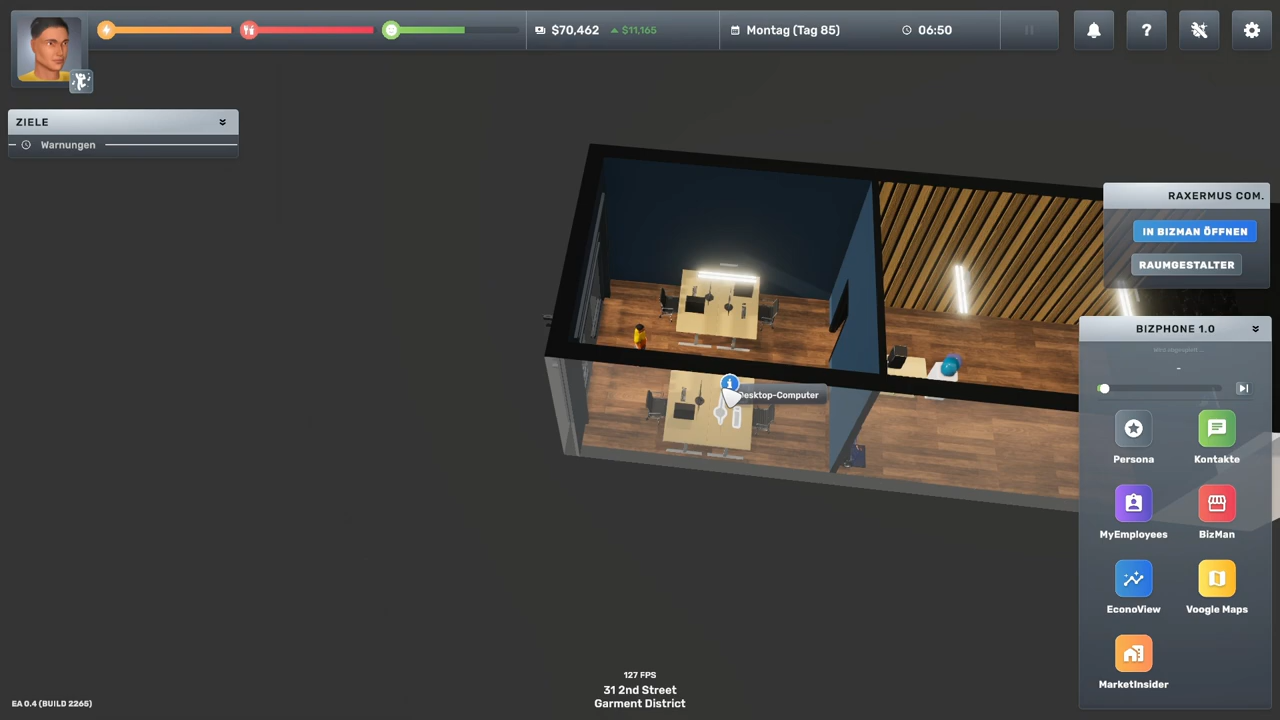 $70,462
$11,165
Montag (Tag 85)
06:50
ZIELE
Warnungen
RAXERMUS COM.
IN BIZMAN ÖFFNEN
RAUMGESTALTER
BIZPHONE 1.0
-
Desktop-Computer
Persona
Kontakte
MyEmployees
BizMan
EconoView
Voogle Maps
MarketInsider
127 FPS
31 2nd Street
Garment District
EA 0.4 (BUILD 2265)